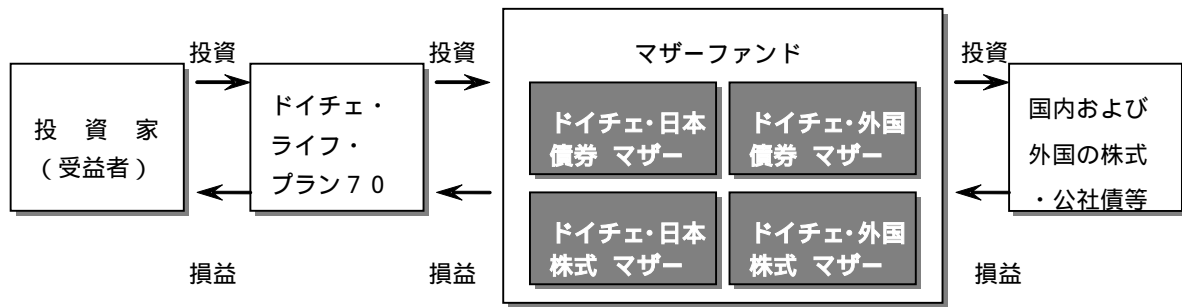 投資
投資
マザーファンド
投資
投 資 家
(受益者)
ドイチェ・
ライフ・
プラン70
ドイチェ・日本
債券 マザー
ドイチェ・外国
債券 マザー
ドイチェ・日本
株式 マザー
ドイチェ・外国
株式 マザー
国内および
外国の株式
・公社債等
損益
損益
損益